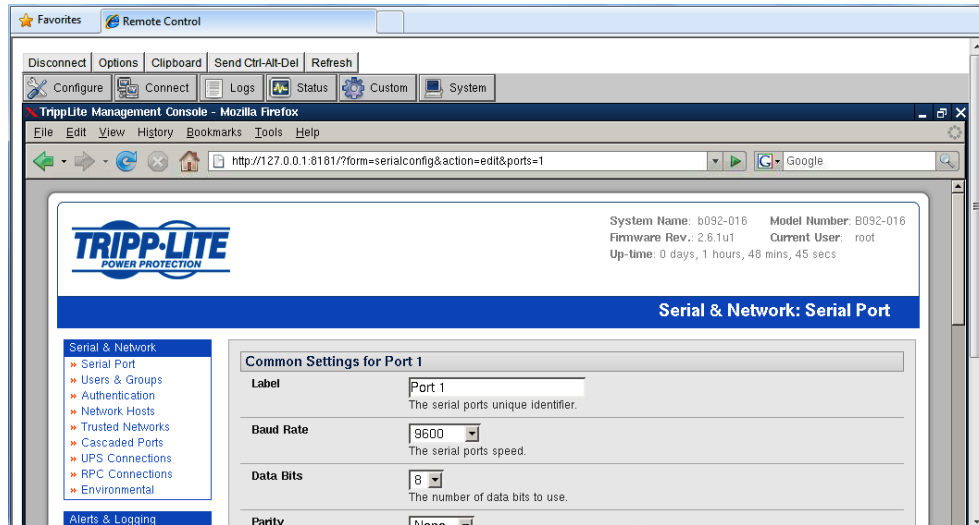 Favorites Remote Control
Disconnect Options Clipboard Send Ctrl-Alt-Del Refresh
Configure Connect Logs Status Custom System
TrippLite Management Console - Mozilla Firefox
File Edit View History Bookmarks Tools Help
http://127.0.0.1:8181/?form=serialconfig&action=edit&ports=1 G Google
TRIPP·LITE
POWER PROTECTION
System Name: b092-016 Model Number: B092-016
Firmware Rev.: 2.6.1u1 Current User: root
Up-time: 0 days, 1 hours, 48 mins, 45 secs
Serial & Network: Serial Port
Serial & Network
» Serial Port
» Users & Groups
» Authentication
» Network Hosts
» Trusted Networks
» Cascaded Ports
» UPS Connections
» RPC Connections
» Environmental
Alerts & Logging
Common Settings for Port 1
Label Port 1
The serial ports unique identifier.
Baud Rate 9600
The serial ports speed.
Data Bits 8
The number of data bits to use.
Parity None